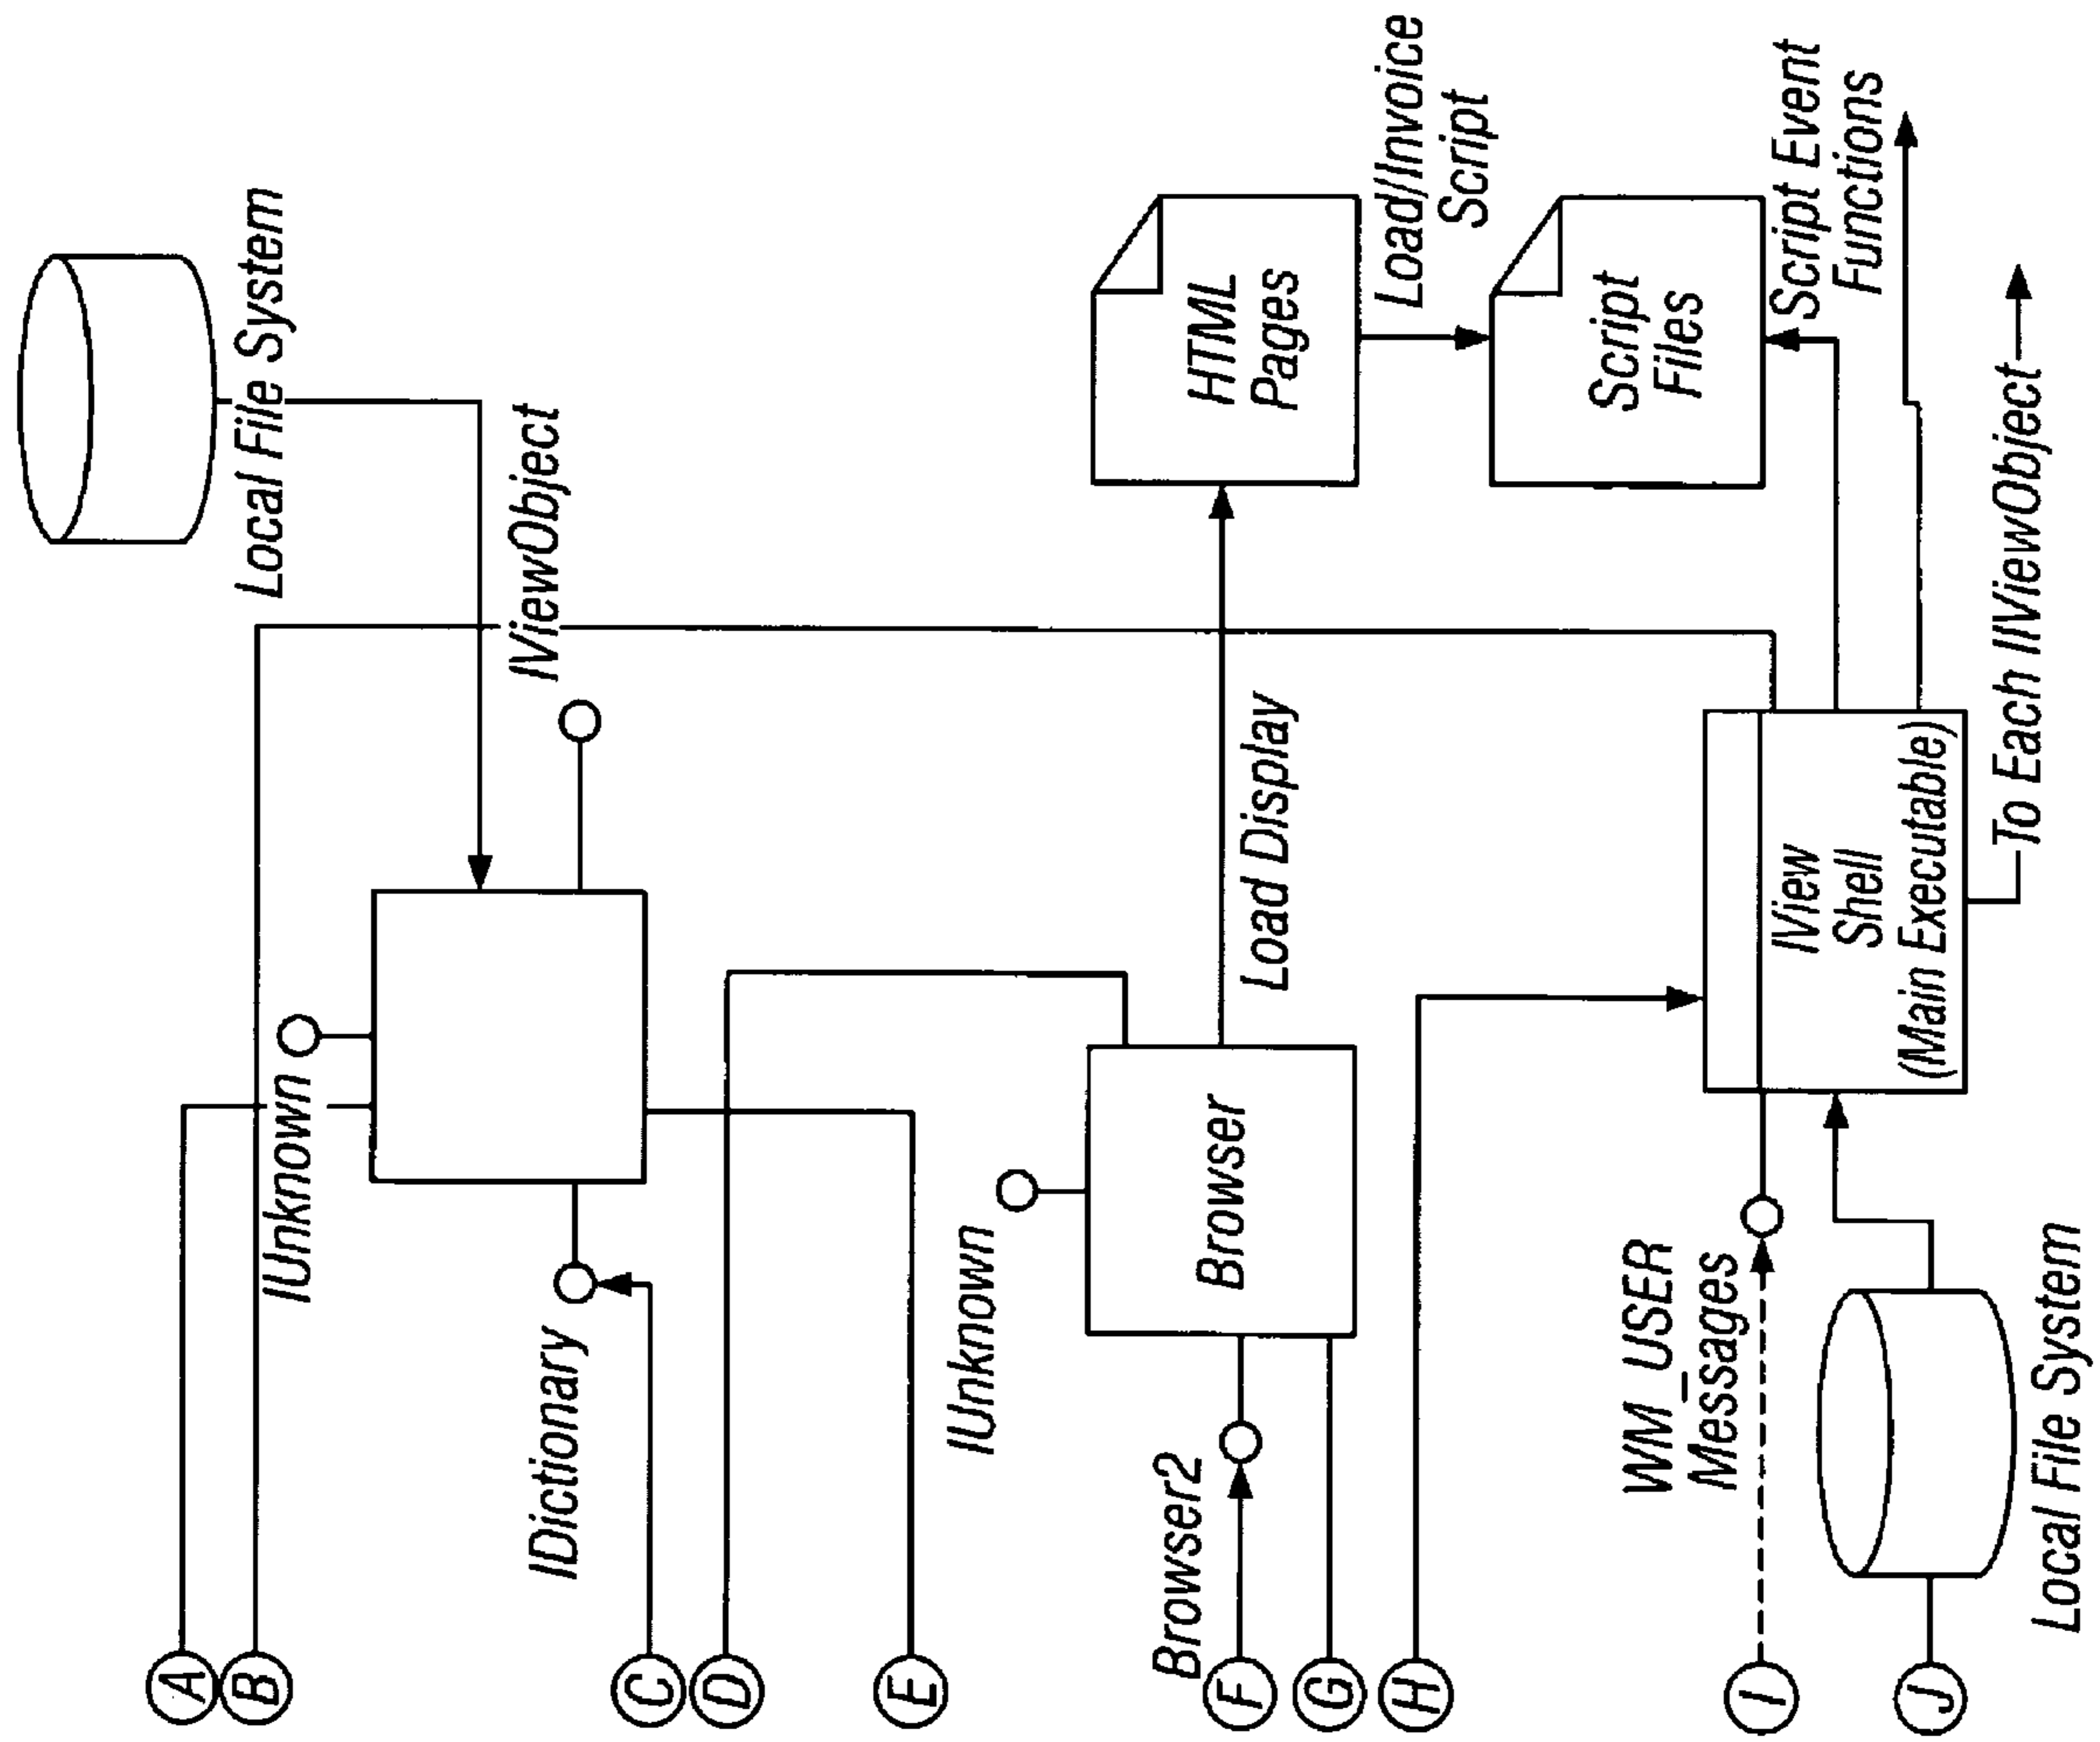 Local File System
IViewObject
IUnknown
IDictionary
A
B
C
D
E
IUnknown
Browser
Browser2
F
G
H
Load Display
HTML
Pages
Load/Invoice
Script
Script
Files
Script Event
Functions
IView
Shell
(Main Executable)
To Each IIViewObject
WM_USER
Messages
I
J
Local File System